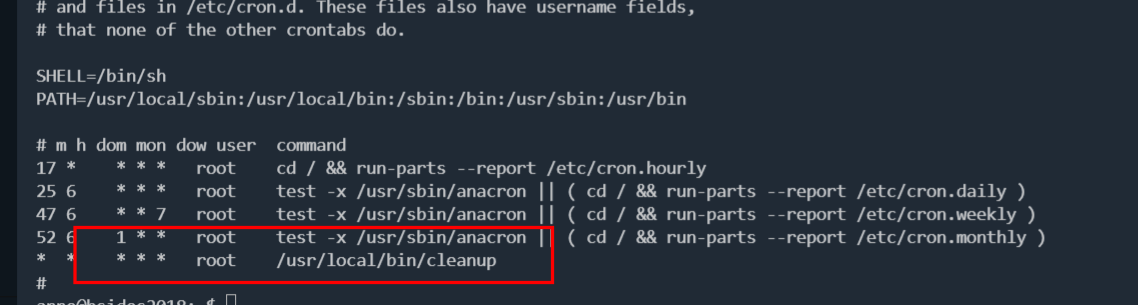 # and files in /etc/cron.d. These files also have username fields,
# that none of the other crontabs do.
SHELL=/bin/sh
PATH=/usr/local/sbin:/usr/local/bin:/sbin:/bin:/usr/sbin:/usr/bin
# m h dom mon dow user  command
17 *    * * *   root    cd / && run-parts --report /etc/cron.hourly
25 6    * * *   root    test -x /usr/sbin/anacron || ( cd / && run-parts --report /etc/cron.daily )
47 6    * * 7   root    test -x /usr/sbin/anacron || ( cd / && run-parts --report /etc/cron.weekly )
52 6    1 * *   root    test -x /usr/sbin/anacron || ( cd / && run-parts --report /etc/cron.monthly )
*  *    * * *   root    /usr/local/bin/cleanup
#